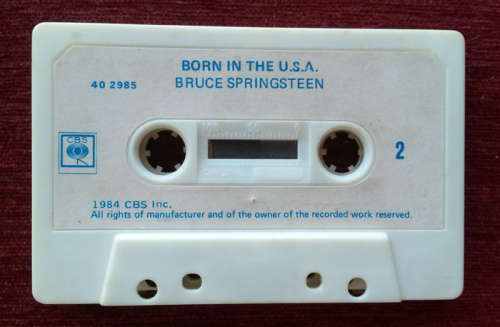 BORN IN THE U.S.A.
40 2985 BRUCE SPRINGSTEEN
CBS
2
1984 CBS Inc.
All rights of manufacturer and of the owner of the recorded work reserved.